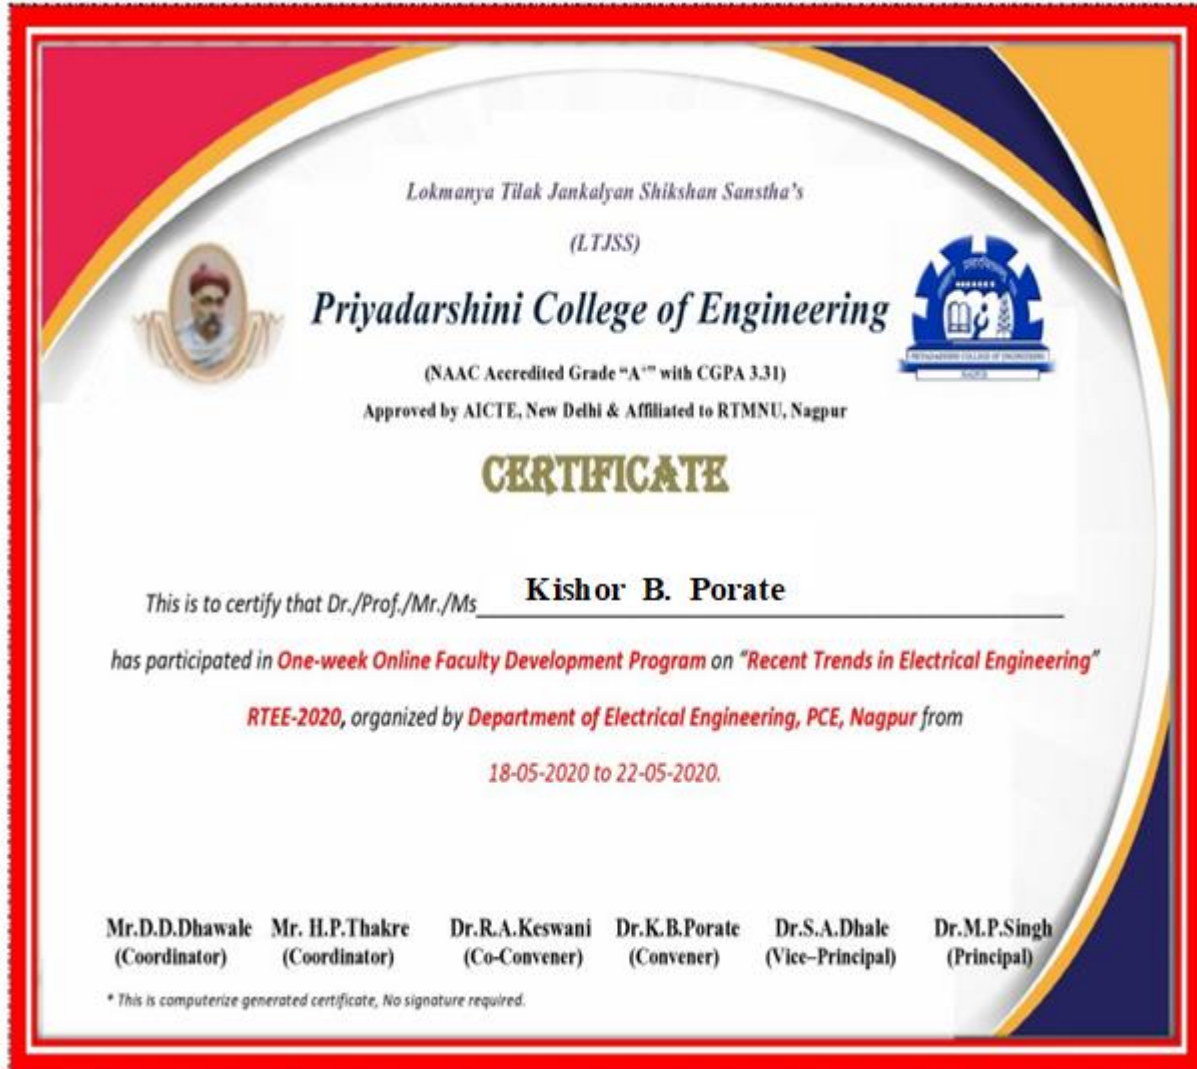 Lokmanya Tilak Jankalyan Shikshan Sanstha's
(LTJSS)
Priyadarshini College of Engineering
(NAAC Accredited Grade “A+” with CGPA 3.31)
Approved by AICTE, New Delhi & Affiliated to RTMNU, Nagpur
PRIYADARSHINI COLLEGE OF ENGINEERING
NAGPUR
CERTIFICATE
This is to certify that Dr./Prof./Mr./Ms Kishor B. Porate
has participated in One-week Online Faculty Development Program on “Recent Trends in Electrical Engineering”
RTEE-2020, organized by Department of Electrical Engineering, PCE, Nagpur from
18-05-2020 to 22-05-2020.
Mr.D.D.Dhawale Mr. H.P.Thakre Dr.R.A.Keswani Dr.K.B.Porate Dr.S.A.Dhale Dr.M.P.Singh
(Coordinator) (Coordinator) (Co-Convener) (Convener) (Vice–Principal) (Principal)
* This is computerize generated certificate, No signature required.